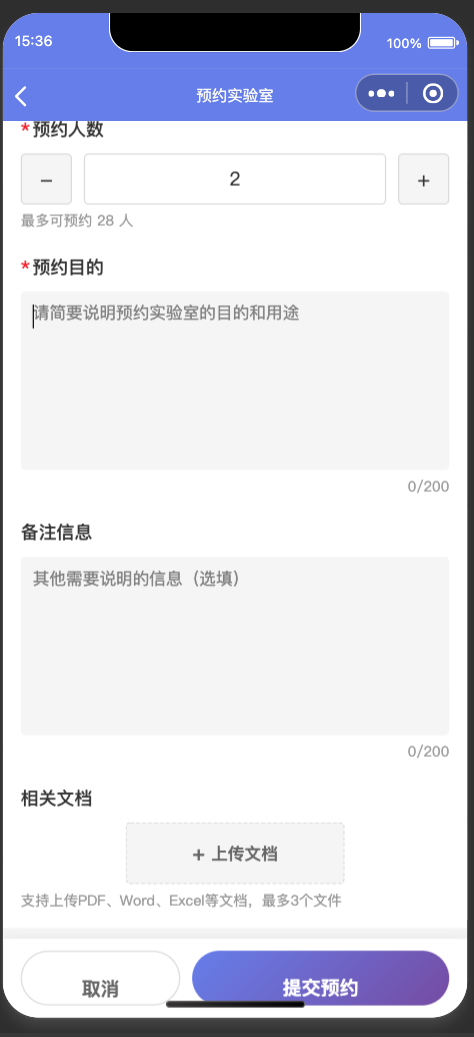 15:36
100%
预约实验室
*预约人数
− 2 +
最多可预约 28 人
*预约目的
请简要说明预约实验室的目的和用途
0/200
备注信息
其他需要说明的信息（选填）
0/200
相关文档
+ 上传文档
支持上传PDF、Word、Excel等文档，最多3个文件
取消 提交预约